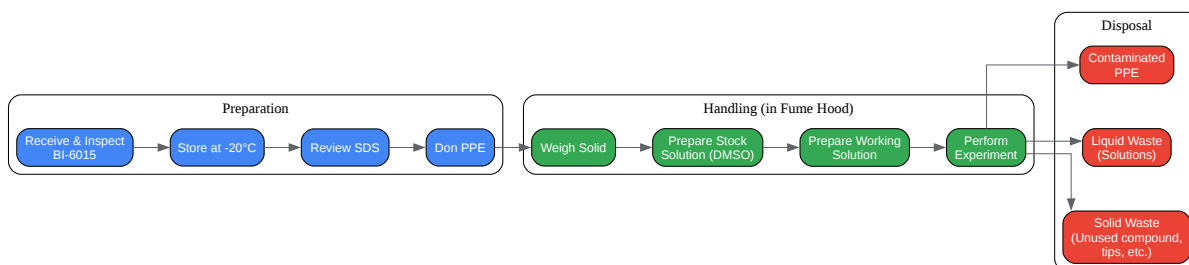 Preparation
Receive & Inspect
BI-6015
Store at -20°C
Review SDS
Don PPE
Handling (in Fume Hood)
Weigh Solid
Prepare Stock
Solution (DMSO)
Prepare Working
Solution
Perform
Experiment
Disposal
Contaminated
PPE
Liquid Waste
(Solutions)
Solid Waste
(Unused compound,
tips, etc.)